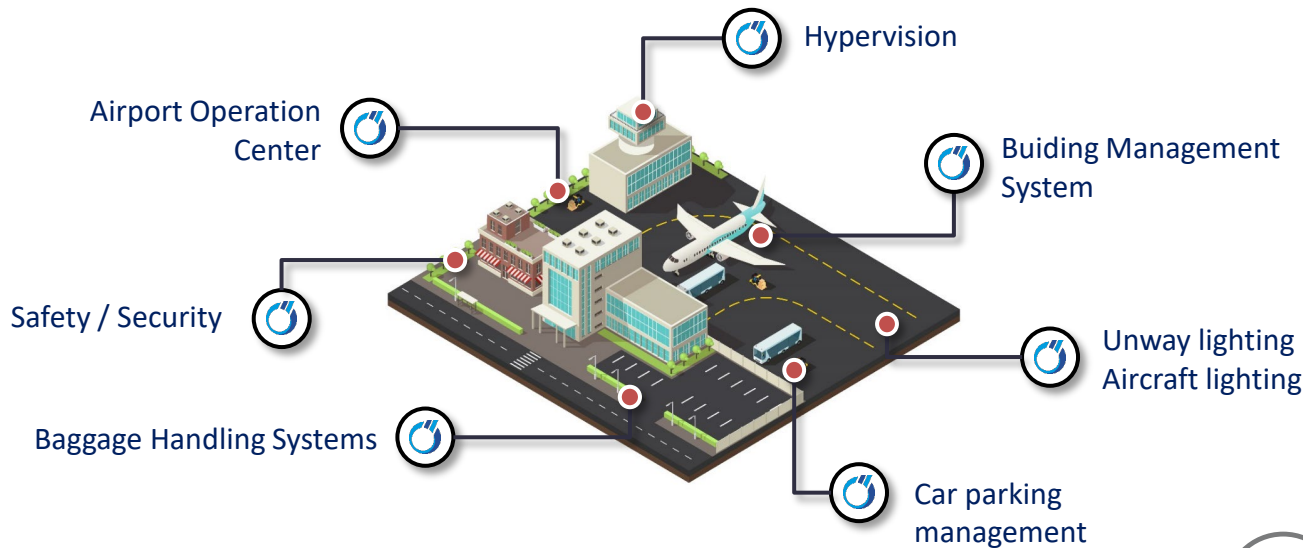 Hypervision
Airport Operation
Center
Buiding Management
System
Safety / Security
Unway lighting
Aircraft lighting
Baggage Handling Systems
Car parking
management